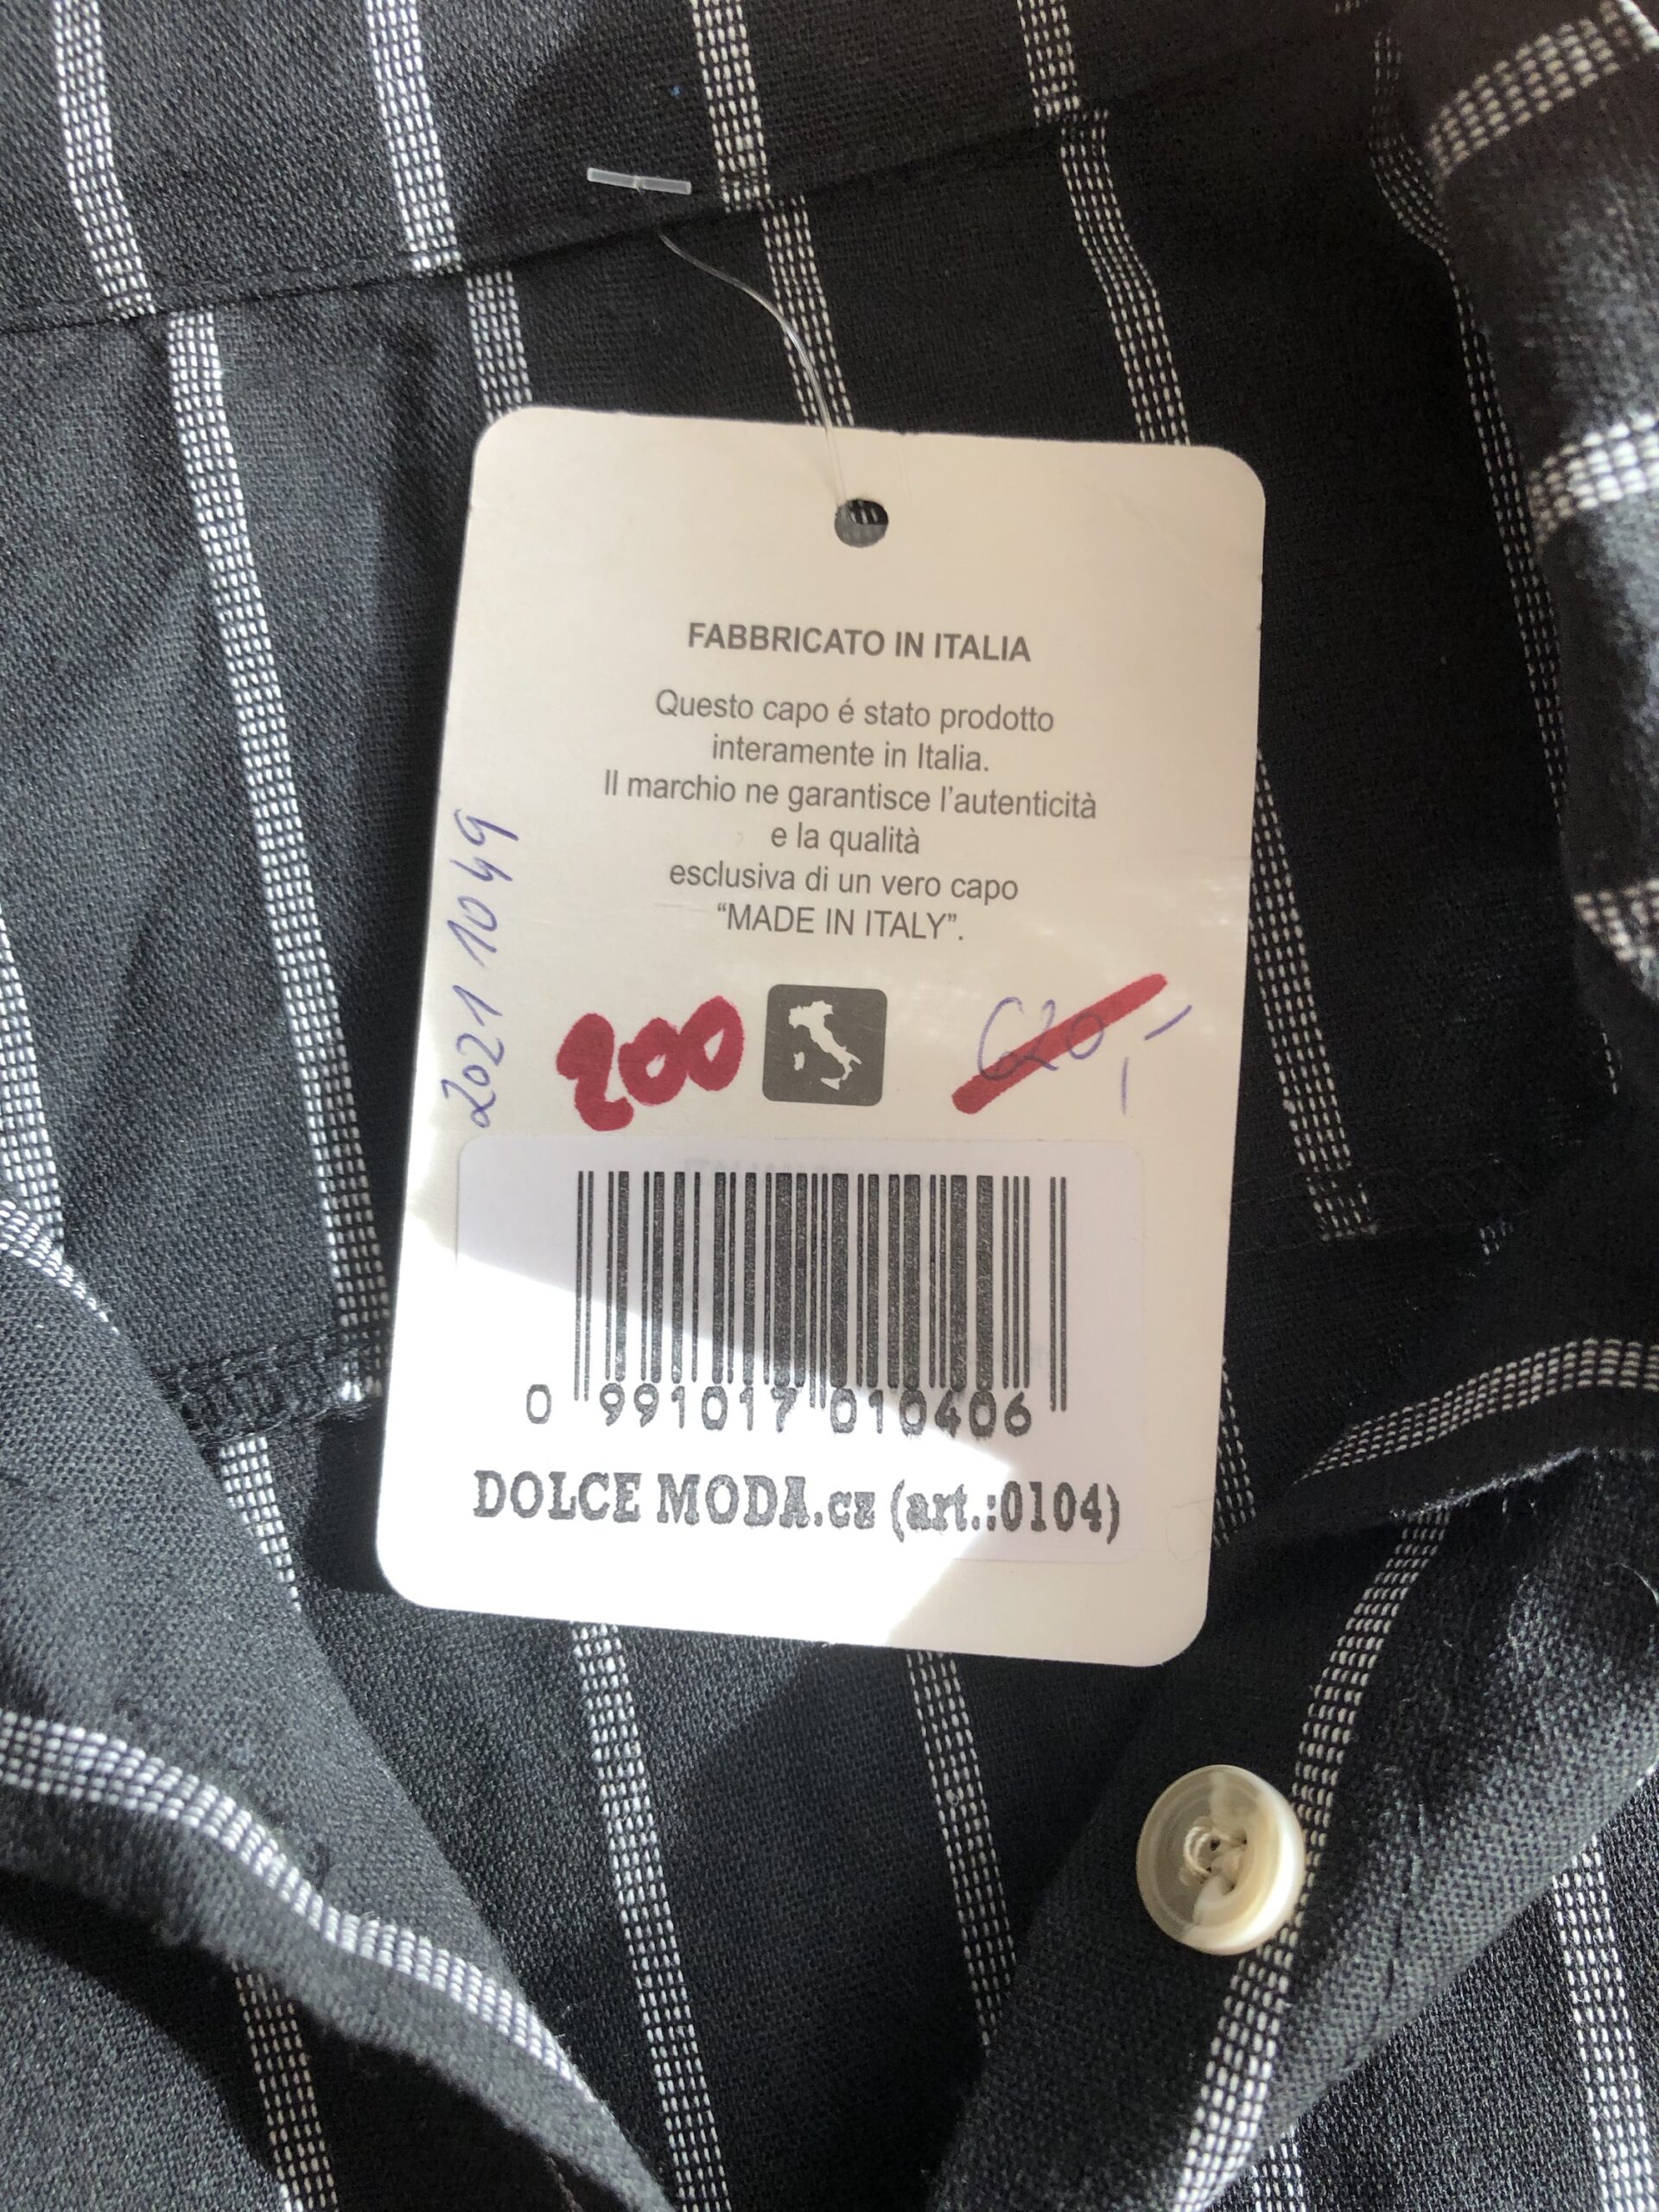 FABBRICATO IN ITALIA
Questo capo é stato prodotto
interamente in Italia.
Il marchio ne garantisce l'autenticità
e la qualità
esclusiva di un vero capo
“MADE IN ITALY”.
2021 1049
200
620,-
0 991017 010406
DOLCE MODA.cz (art.:0104)